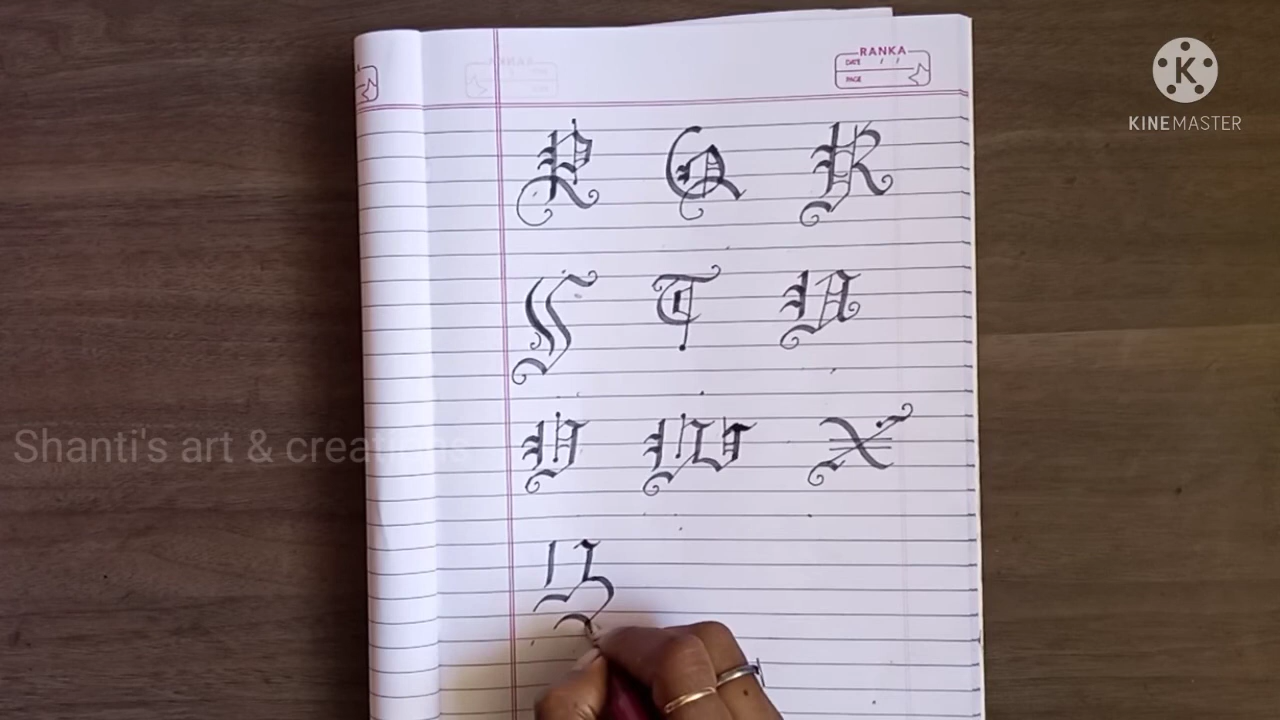 RANKA
DATE / /
PAGE
KINEMASTER
P Q R
S T U
Shanti's art & creations
V W X